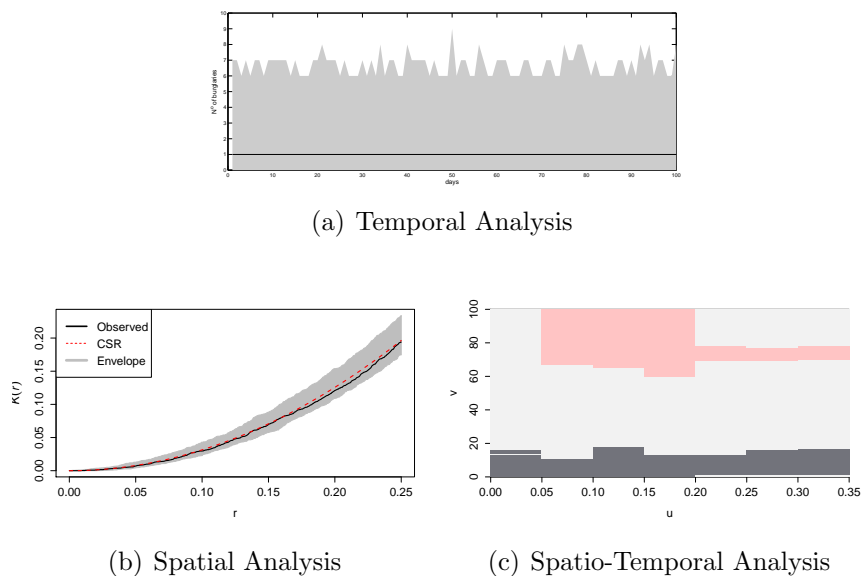 10
9
8
7
6
5
4
3
2
1
0
Nº of burglaries
0 10 20 30 40 50 60 70 80 90 100
days
(a) Temporal Analysis
Observed
CSR
Envelope
0.20
0.15
0.10
0.05
0.00
K(r)
0.00 0.05 0.10 0.15 0.20 0.25
r
(b) Spatial Analysis
100
80
60
40
20
0
v
0.00 0.05 0.10 0.15 0.20 0.25 0.30 0.35
u
(c) Spatio-Temporal Analysis